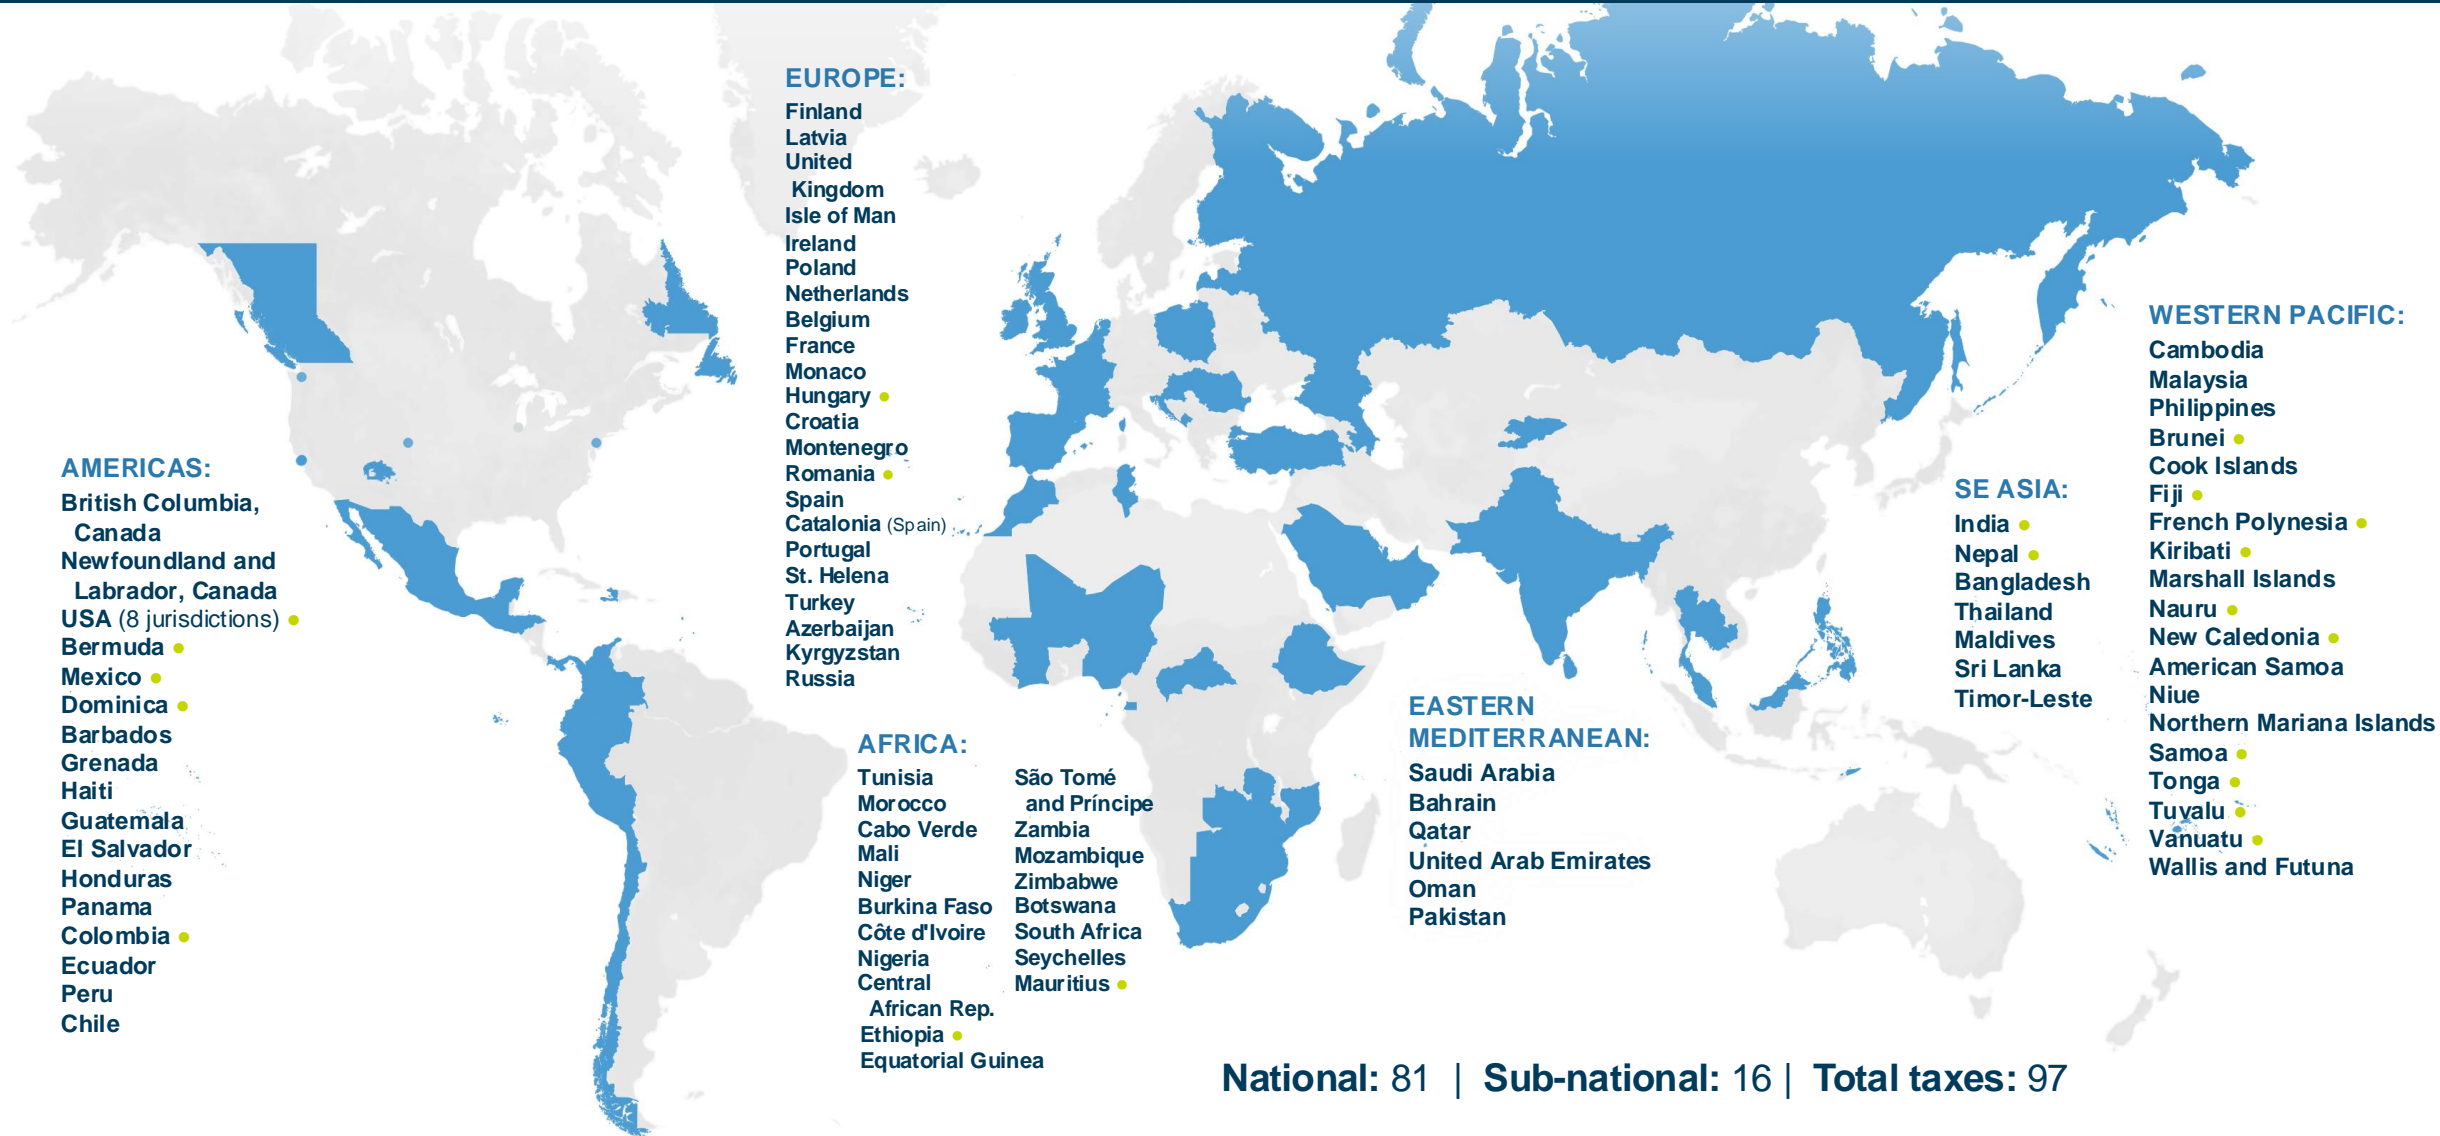 EUROPE:
Finland
Latvia
United
Kingdom
Isle of Man
Ireland
Poland
Netherlands
Belgium
France
Monaco
Hungary •
Croatia
Montenegro
Romania •
Spain
Catalonia (Spain)
Portugal
St. Helena
Turkey
Azerbaijan
Kyrgyzstan
Russia
AMERICAS:
British Columbia,
Canada
Newfoundland and
Labrador, Canada
USA (8 jurisdictions) •
Bermuda •
Mexico •
Dominica •
Barbados
Grenada
Haiti
Guatemala
El Salvador
Honduras
Panama
Colombia •
Ecuador
Peru
Chile
AFRICA:
Tunisia
Morocco
Cabo Verde
Mali
Niger
Burkina Faso
Côte d'Ivoire
Nigeria
Central
African Rep.
Ethiopia •
Equatorial Guinea
São Tomé
and Príncipe
Zambia
Mozambique
Zimbabwe
Botswana
South Africa
Seychelles
Mauritius •
EASTERN
MEDITERRANEAN:
Saudi Arabia
Bahrain
Qatar
United Arab Emirates
Oman
Pakistan
SE ASIA:
India •
Nepal •
Bangladesh
Thailand
Maldives
Sri Lanka
Timor-Leste
WESTERN PACIFIC:
Cambodia
Malaysia
Philippines
Brunei •
Cook Islands
Fiji •
French Polynesia •
Kiribati •
Marshall Islands
Nauru •
New Caledonia •
American Samoa
Niue
Northern Mariana Islands
Samoa •
Tonga •
Tuvalu •
Vanuatu •
Wallis and Futuna
National: 81 | Sub-national: 16 | Total taxes: 97